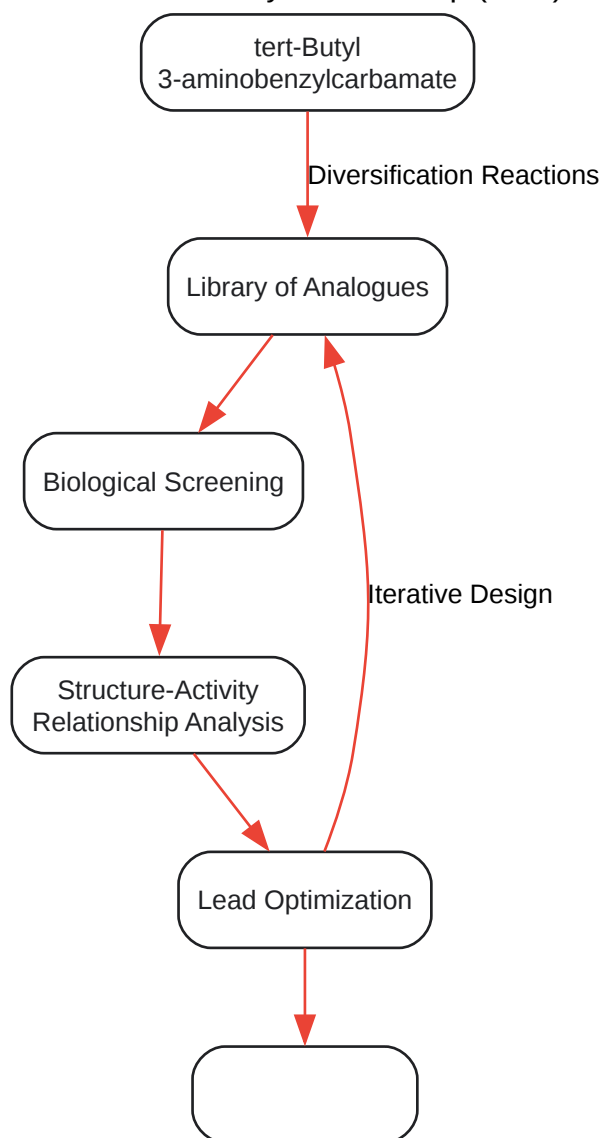 tert-Butyl
3-aminobenzylcarbamate
Diversification Reactions
Library of Analogues
Biological Screening
Iterative Design
Structure-Activity
Relationship Analysis
Lead Optimization